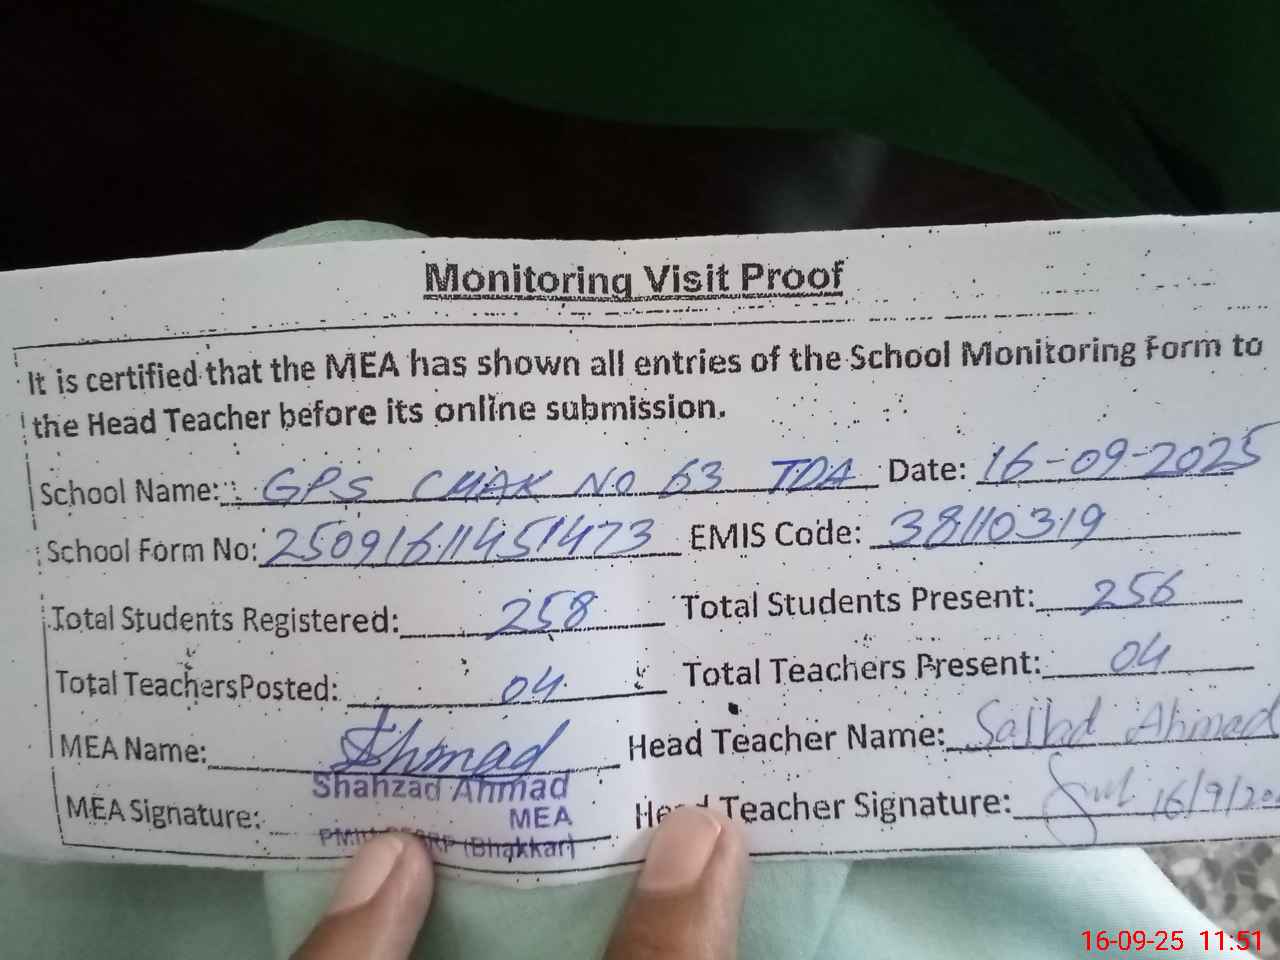 Monitoring Visit Proof
It is certified that the MEA has shown all entries of the School Monitoring Form to
the Head Teacher before its online submission.
School Name: GPS CHAK NO 63 TDA Date: 16-09-2025
School Form No: 25091611451473 EMIS Code: 38110319
Total Students Registered: 258 Total Students Present: 256
Total TeachersPosted: 04 Total Teachers Present: 04
MEA Name: Head Teacher Name: Sajjad Ahmad
Shahzad Ahmad
MEA Signature: MEA Head Teacher Signature: 16/9/20
(Bhakkar)
16-09-25 11:51